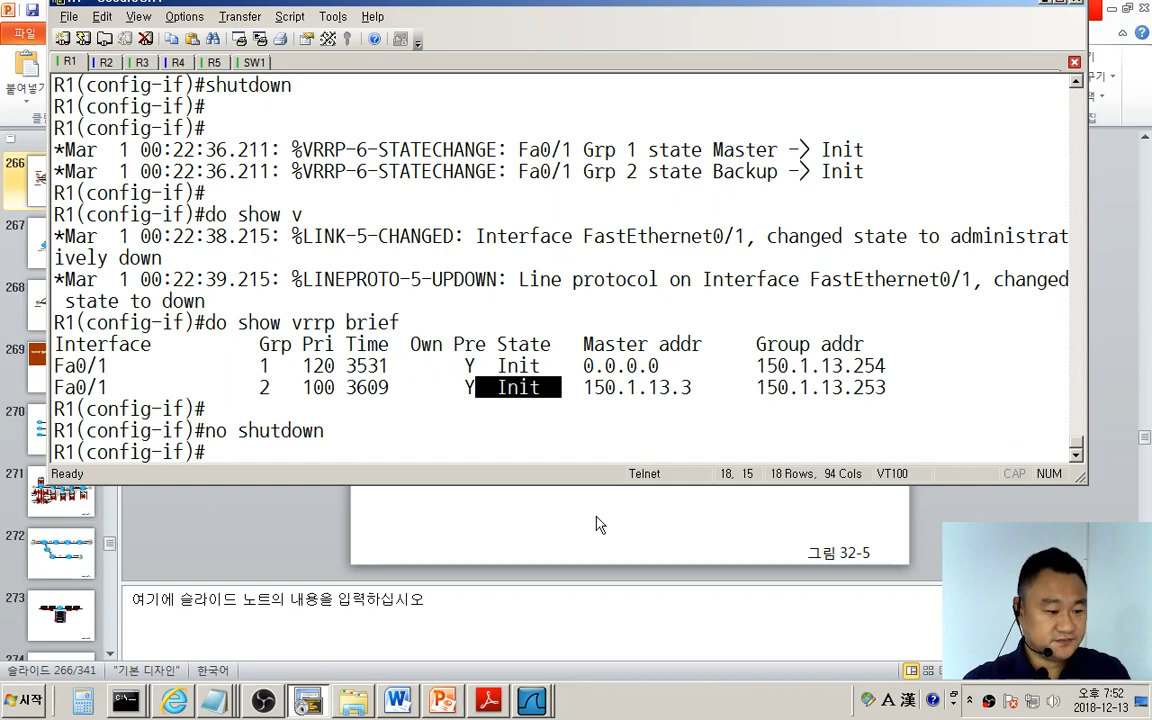 파일
붙여넣기
File Edit View Options Transfer Script Tools Help
R1 R2 R3 R4 R5 SW1
R1(config-if)#shutdown
R1(config-if)#
R1(config-if)#
*Mar 1 00:22:36.211: %VRRP-6-STATECHANGE: Fa0/1 Grp 1 state Master -> Init
*Mar 1 00:22:36.211: %VRRP-6-STATECHANGE: Fa0/1 Grp 2 state Backup -> Init
R1(config-if)#
R1(config-if)#do show v
*Mar 1 00:22:38.215: %LINK-5-CHANGED: Interface FastEthernet0/1, changed state to administrat
ively down
*Mar 1 00:22:39.215: %LINEPROTO-5-UPDOWN: Line protocol on Interface FastEthernet0/1, changed
state to down
R1(config-if)#do show vrrp brief
Interface Grp Pri Time Own Pre State Master addr Group addr
Fa0/1 1 120 3531 Y Init 0.0.0.0 150.1.13.254
Fa0/1 2 100 3609 Y Init 150.1.13.3 150.1.13.253
R1(config-if)#
R1(config-if)#no shutdown
R1(config-if)#
Ready Telnet 18, 15 18 Rows, 94 Cols VT100 CAP NUM
266
267
268
269
270
271
272
273
274
그림 32-5
여기에 슬라이드 노트의 내용을 입력하십시오
슬라이드 266/341 "기본 디자인" 한국어
시작
A 漢
오후 7:52
2018-12-13